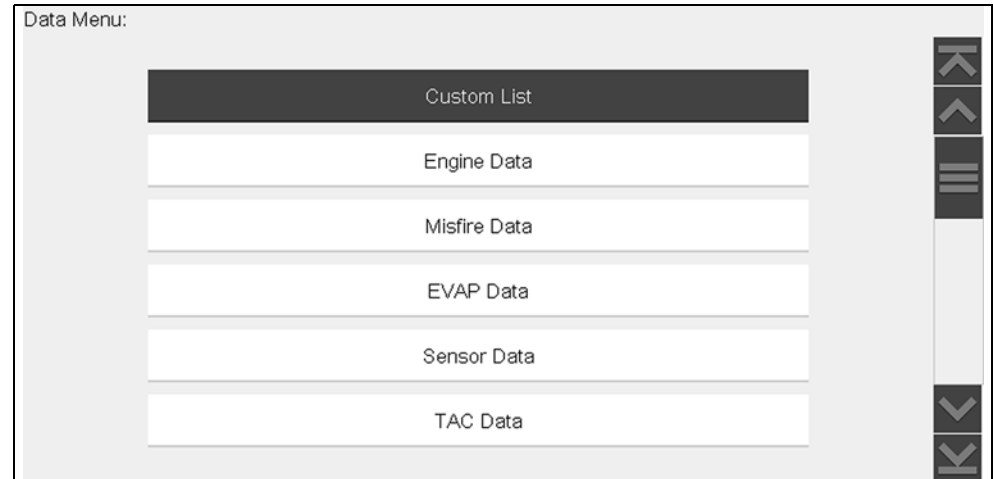 Data Menu:
Custom List
Engine Data
Misfire Data
EVAP Data
Sensor Data
TAC Data